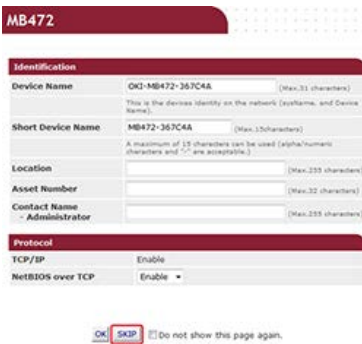 MB472
Identification
Device Name OKI-MB472-367C4A (Max.31 characters)
This is the devices identity on the network (sysName, and Device
Name).
Short Device Name MB472-367C4A (Max.15characters)
A maximum of 15 characters can be used (alpha/numeric
characters and "-" are acceptable.)
Location (Max.255 characters)
Asset Number (Max.32 characters)
Contact Name
- Administrator (Max.255 characters)
Protocol
TCP/IP Enable
NetBIOS over TCP Enable
OK SKIP Do not show this page again.